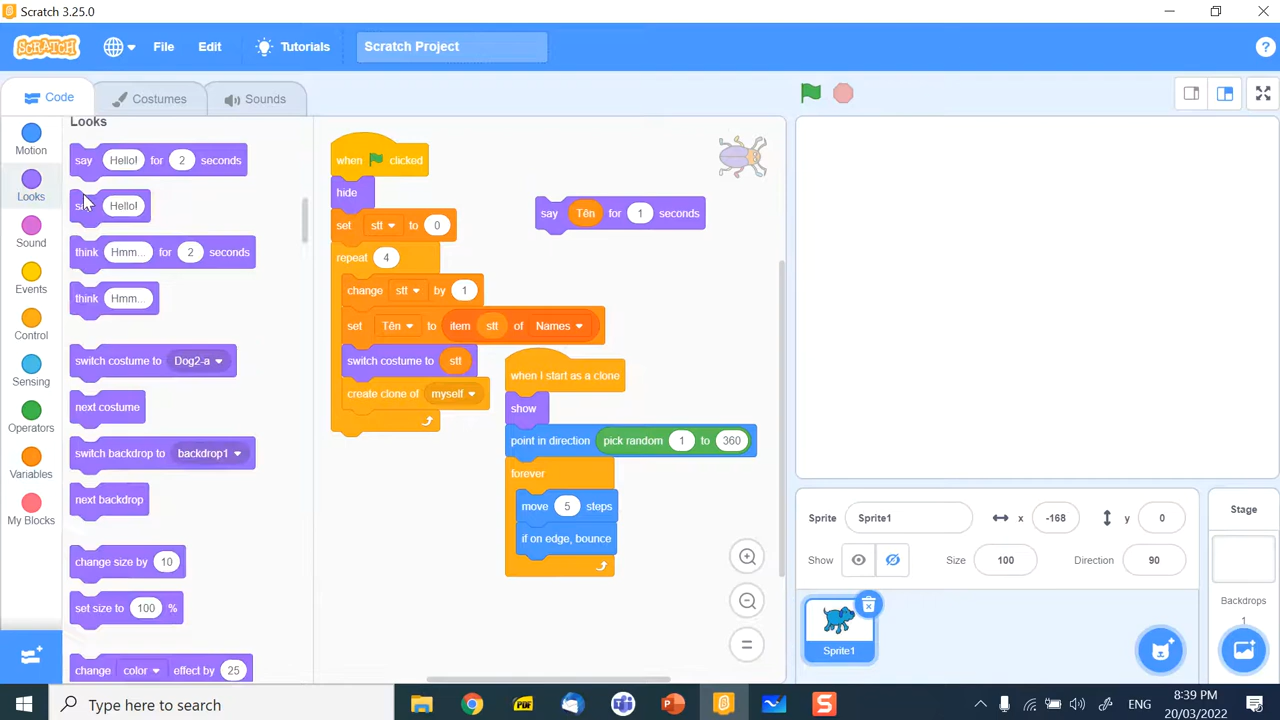 Scratch 3.25.0
SCRATCH
File
Edit
Tutorials
Scratch Project
?
Code
Costumes
Sounds
Motion
Looks
Sound
Events
Control
Sensing
Operators
Variables
My Blocks
Looks
say Hello! for 2 seconds
Hello!
think Hmm... for 2 seconds
think Hmm...
switch costume to Dog2-a
next costume
switch backdrop to backdrop1
next backdrop
change size by 10
set size to 100 %
change color effect by 25
when clicked
hide
set stt to 0
repeat 4
change stt by 1
set Tên to item stt of Names
switch costume to stt
create clone of myself
say Tên for 1 seconds
when I start as a clone
show
point in direction pick random 1 to 360
forever
move 5 steps
if on edge, bounce
Sprite Sprite1 x -168 y 0
Show Size 100 Direction 90
Sprite1
Stage
Backdrops
1
Type here to search
PDF
S
ENG
8:39 PM
20/03/2022